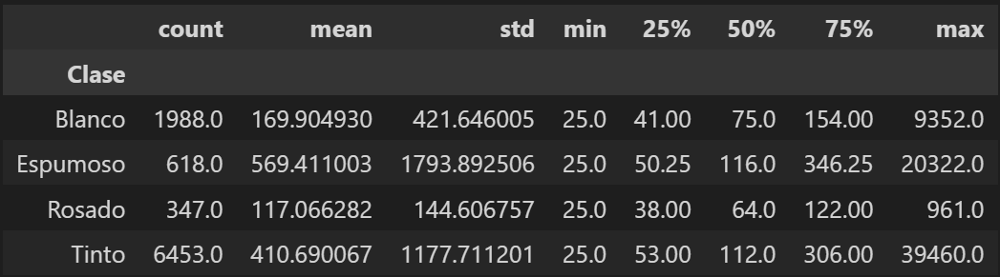 count mean std min 25% 50% 75% max
Clase
Blanco 1988.0 169.904930 421.646005 25.0 41.00 75.0 154.00 9352.0
Espumoso 618.0 569.411003 1793.892506 25.0 50.25 116.0 346.25 20322.0
Rosado 347.0 117.066282 144.606757 25.0 38.00 64.0 122.00 961.0
Tinto 6453.0 410.690067 1177.711201 25.0 53.00 112.0 306.00 39460.0